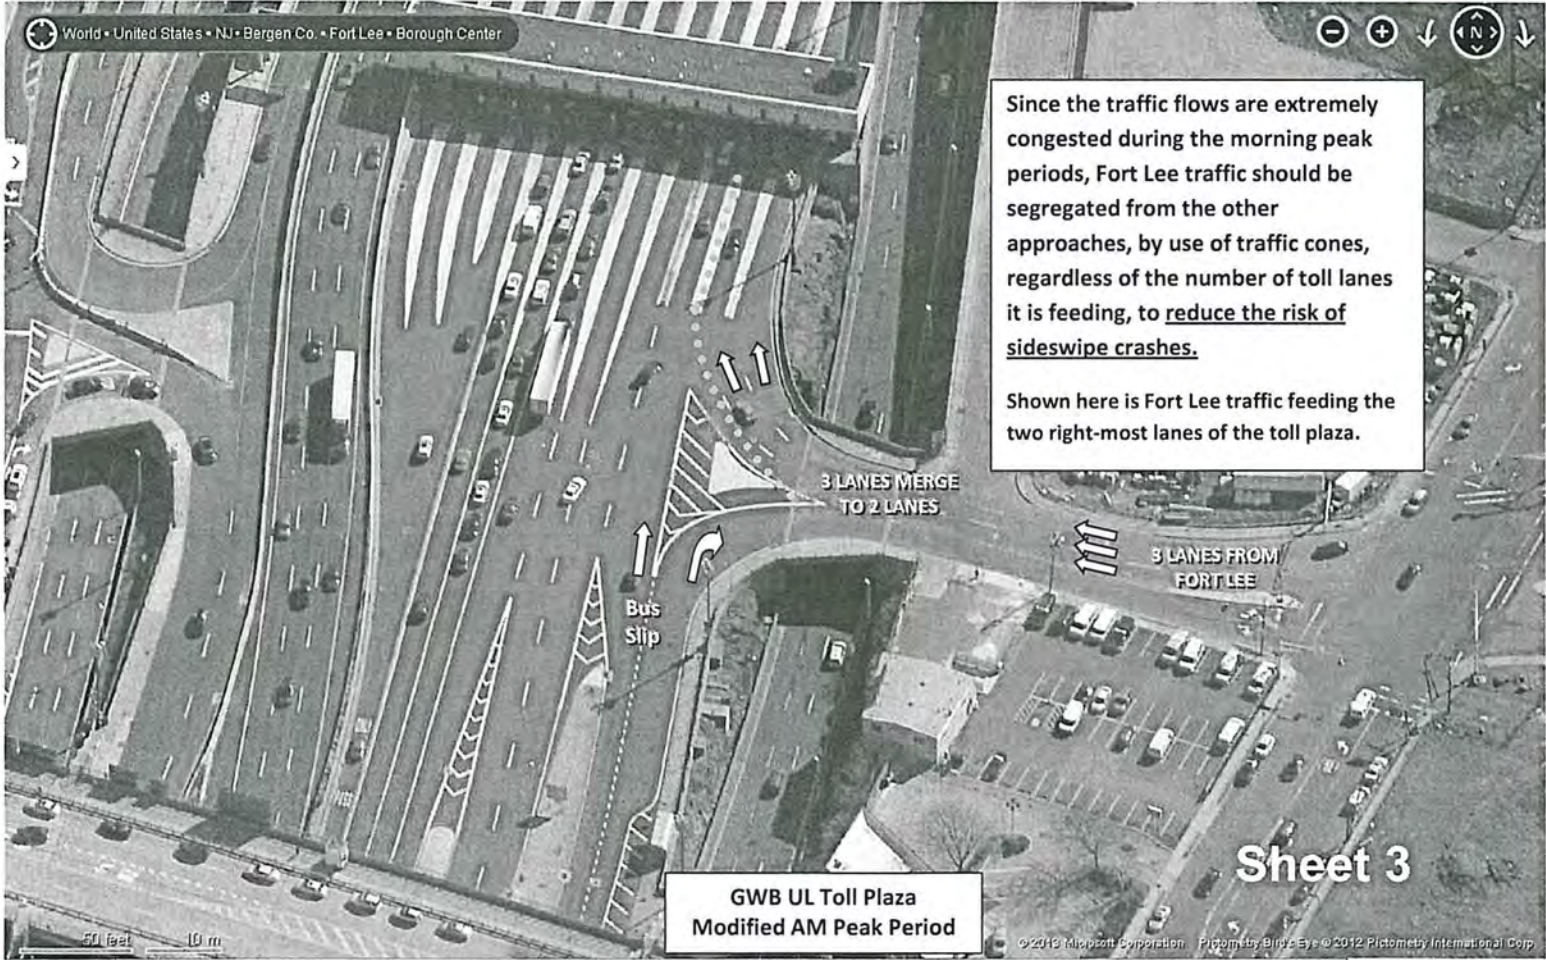 World • United States • NJ • Bergen Co. • Fort Lee • Borough Center
N
Since the traffic flows are extremely
congested during the morning peak
periods, Fort Lee traffic should be
segregated from the other
approaches, by use of traffic cones,
regardless of the number of toll lanes
it is feeding, to reduce the risk of
sideswipe crashes.
Shown here is Fort Lee traffic feeding the
two right-most lanes of the toll plaza.
3 LANES MERGE
TO 2 LANES
3 LANES FROM
FORT LEE
Bus
Slip
Sheet 3
GWB UL Toll Plaza
Modified AM Peak Period
50 feet 10 m
© 2013 Microsoft Corporation Pictometry Bird's Eye © 2012 Pictometry International Corp